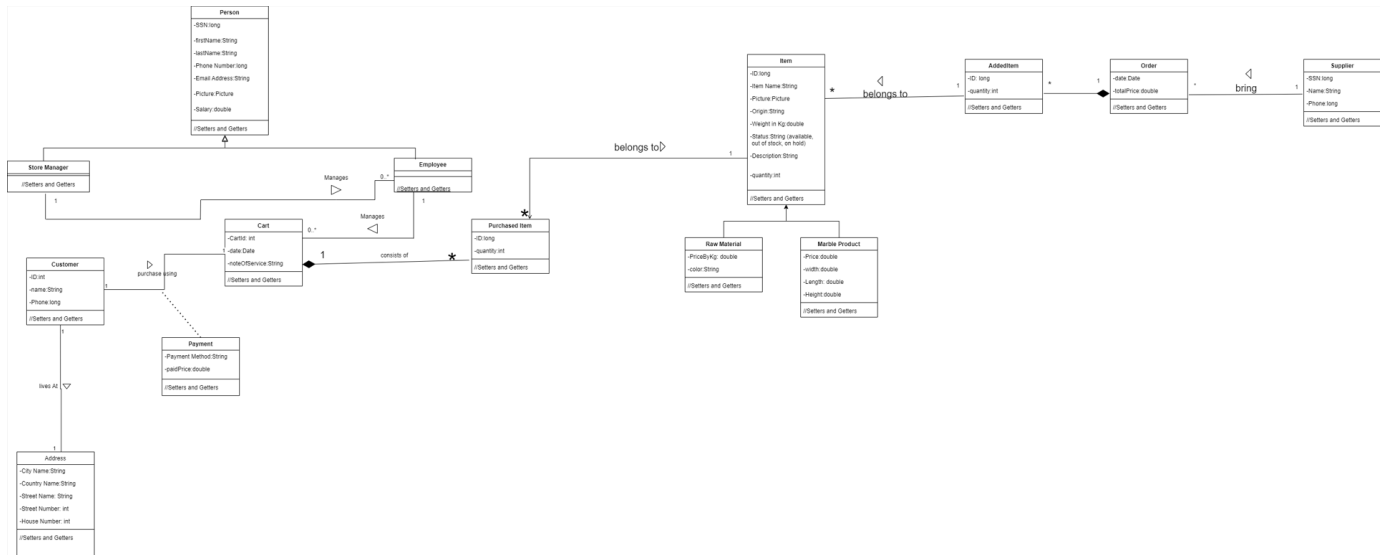 Person
-SSN:long
-firstName:String
-lastName:String
-Phone Number:long
-Email Address:String
-Picture:Picture
-Salary:double
//Setters and Getters
Store Manager
//Setters and Getters
Employee
//Setters and Getters
1
Manages
0..*
1
Manages
0..*
Cart
-CartId: int
-date:Date
-noteOfService:String
//Setters and Getters
1
consists of
*
Purchased Item
-ID:long
-quantity:int
//Setters and Getters
*
belongs to
1
Customer
-ID:int
-name:String
-Phone:long
//Setters and Getters
1
purchase using
1
Payment
-Payment Method:String
-paidPrice:double
//Setters and Getters
1
lives At
1
Address
-City Name:String
-Country Name:String
-Street Name: String
-Street Number: int
-House Number: int
//Setters and Getters
Item
-ID:long
-Item Name:String
-Picture:Picture
-Origin:String
-Weight in Kg:double
-Status:String (available,
out of stock, on hold)
-Description:String
-quantity:int
//Setters and Getters
Raw Material
-PriceByKg: double
-color:String
//Setters and Getters
Marble Product
-Price:double
-width:double
-Length: double
-Height:double
//Setters and Getters
*
belongs to
1
AddedItem
-ID: long
-quantity:int
//Setters and Getters
*
1
Order
-date:Date
-totalPrice:double
//Setters and Getters
*
bring
1
Supplier
-SSN:long
-Name;String
-Phone:long
//Setters and Getters